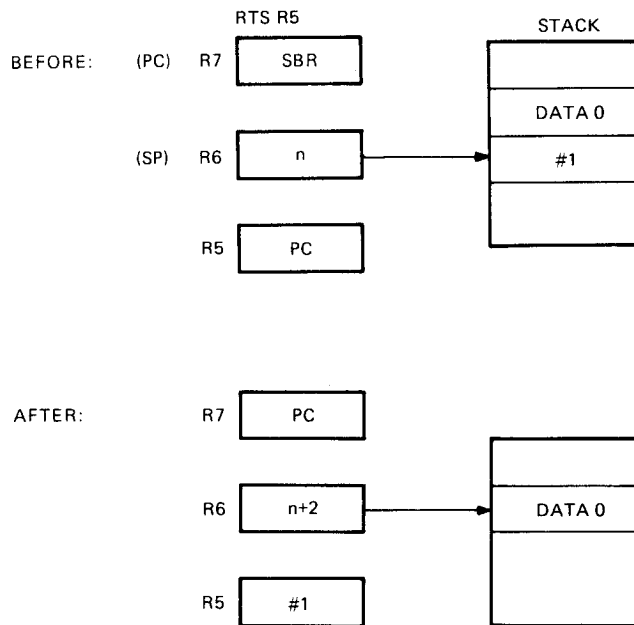 RTS R5
STACK
BEFORE: (PC) R7 SBR
DATA 0
(SP) R6 n #1
R5 PC
AFTER: R7 PC
R6 n+2 DATA 0
R5 #1